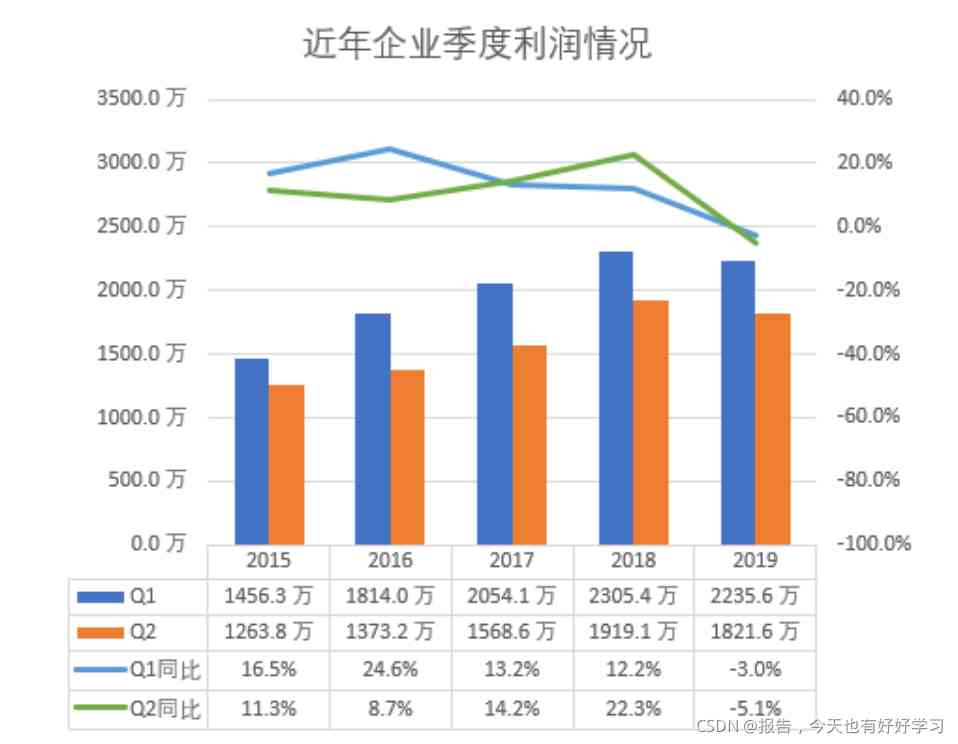 近年企业季度利润情况
3500.0 万 40.0%
3000.0 万 20.0%
2500.0 万 0.0%
2000.0 万 -20.0%
1500.0 万 -40.0%
1000.0 万 -60.0%
500.0 万 -80.0%
0.0 万 -100.0%
2015 2016 2017 2018 2019
Q1 1456.3 万 1814.0 万 2054.1 万 2305.4 万 2235.6 万
Q2 1263.8 万 1373.2 万 1568.6 万 1919.1 万 1821.6 万
Q1同比 16.5% 24.6% 13.2% 12.2% -3.0%
Q2同比 11.3% 8.7% 14.2% 22.3% -5.1%
CSDN @报告，今天也有好好学习